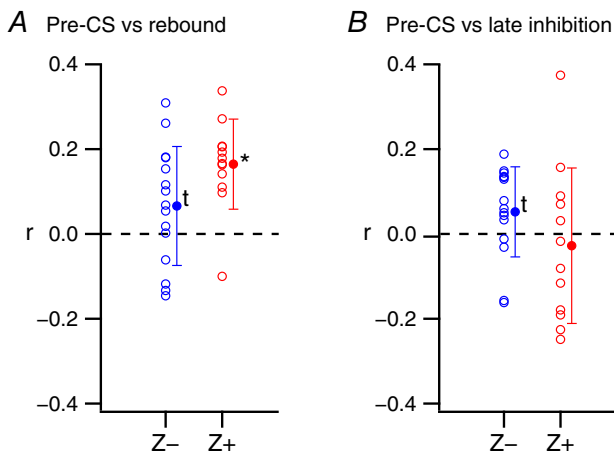 A Pre-CS vs rebound
0.4
0.2
0.0
−0.2
−0.4
r
t
*
Z− Z+
B Pre-CS vs late inhibition
0.4
0.2
0.0
−0.2
−0.4
r
t
Z− Z+